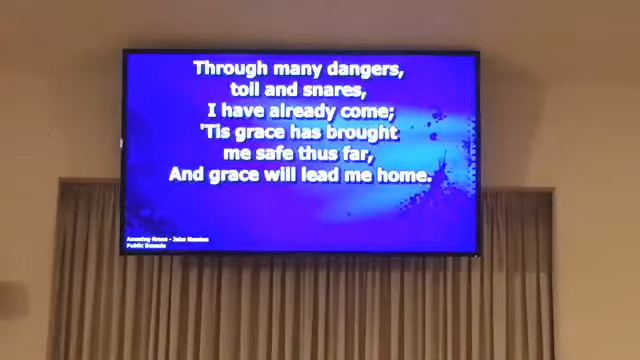 Through many dangers,
toil and snares,
I have already come;
'Tis grace has brought
me safe thus far,
And grace will lead me home.
Amazing Grace - John Newton
Public Domain